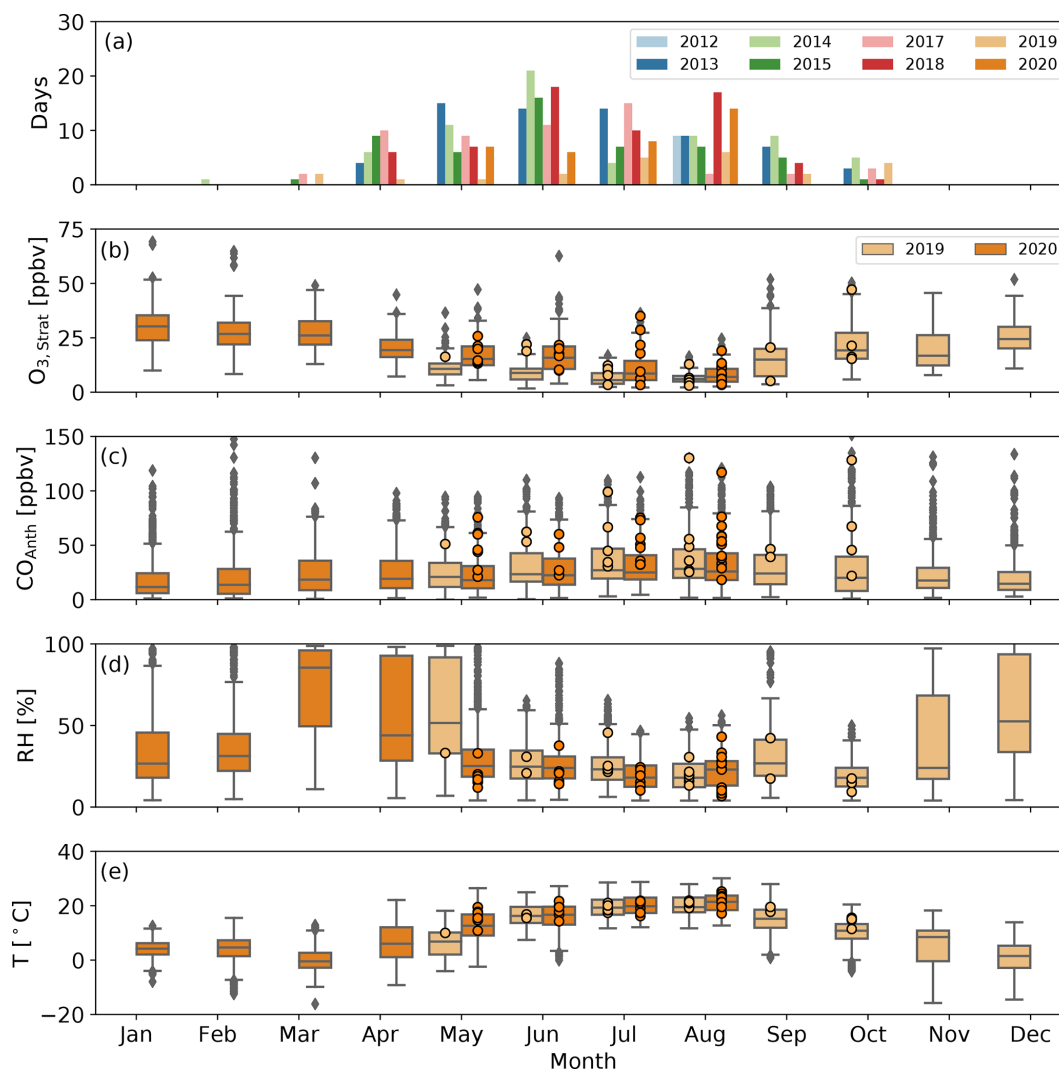 (a)
Days
30
20
10
0
2012 2014 2017 2019
2013 2015 2018 2020
(b)
O3,Strat [ppbv]
75
50
25
0
2019 2020
(c)
COAnth [ppbv]
150
100
50
0
(d)
RH [%]
100
50
0
(e)
T [°C]
40
20
0
−20
Jan Feb Mar Apr May Jun Jul Aug Sep Oct Nov Dec
Month